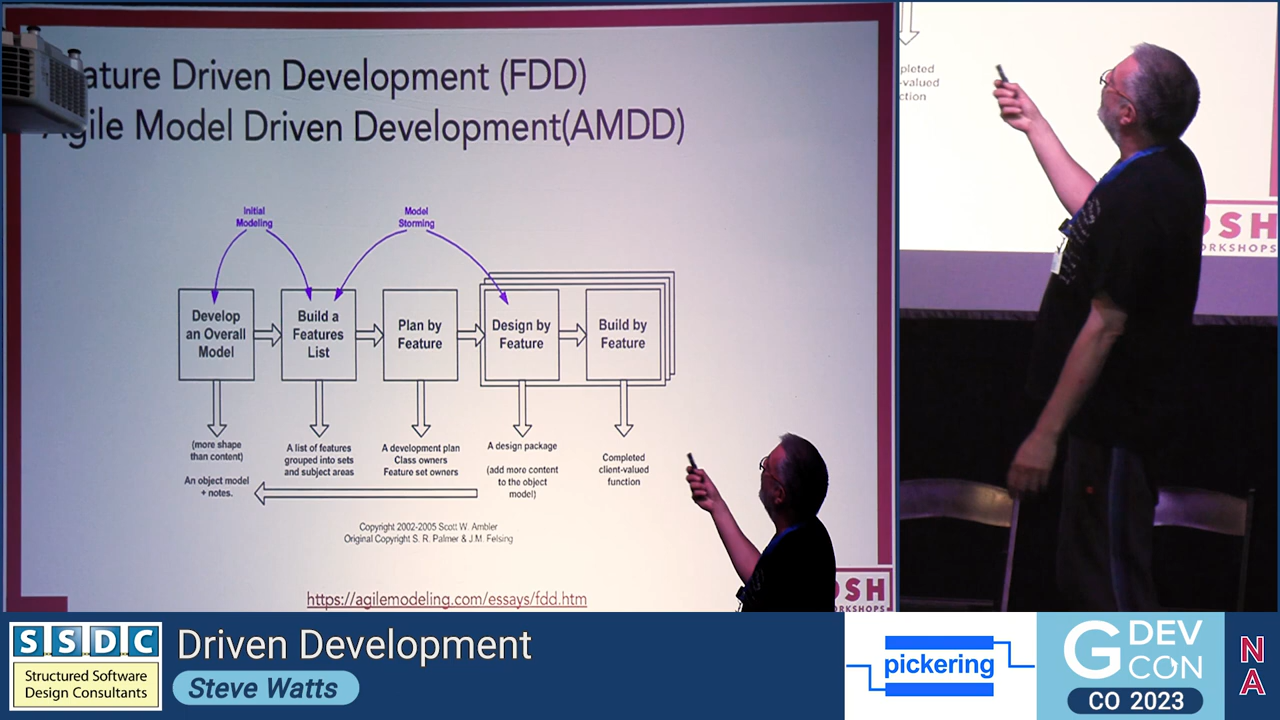 ature Driven Development (FDD)
Agile Model Driven Development(AMDD)
Initial
Modeling
Model
Storming
Develop
an Overall
Model
Build a
Features
List
Plan by
Feature
Design by
Feature
Build by
Feature
(more shape
than content)
An object model
+ notes.
A list of features
grouped into sets
and subject areas
A development plan
Class owners
Feature set owners
A design package
(add more content
to the object
model)
Completed
client-valued
function
Copyright 2002-2005 Scott W. Ambler
Original Copyright S. R. Palmer & J.M. Felsing
https://agilemodeling.com/essays/fdd.htm
OSH
WORKSHOPS
pleted
-valued
ction
OSH
ORKSHOPS
SSDC
Structured Software
Design Consultants
Driven Development
Steve Watts
pickering
G DEV
CON
CO 2023
NA